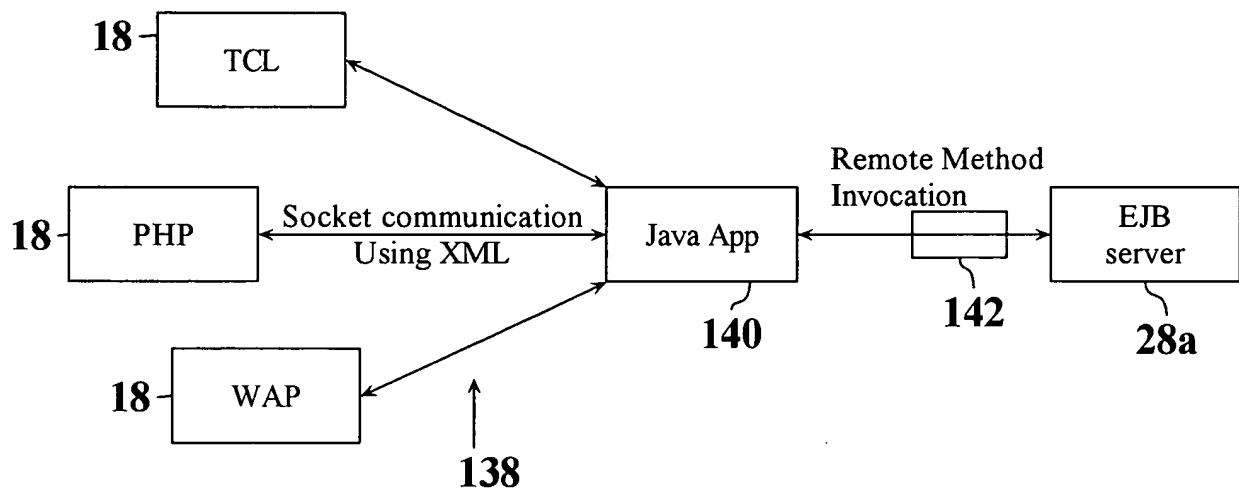 18
TCL
Remote Method
Invocation
18
PHP
Socket communication
Using XML
Java App
EJB
server
140
142
28a
18
WAP
138